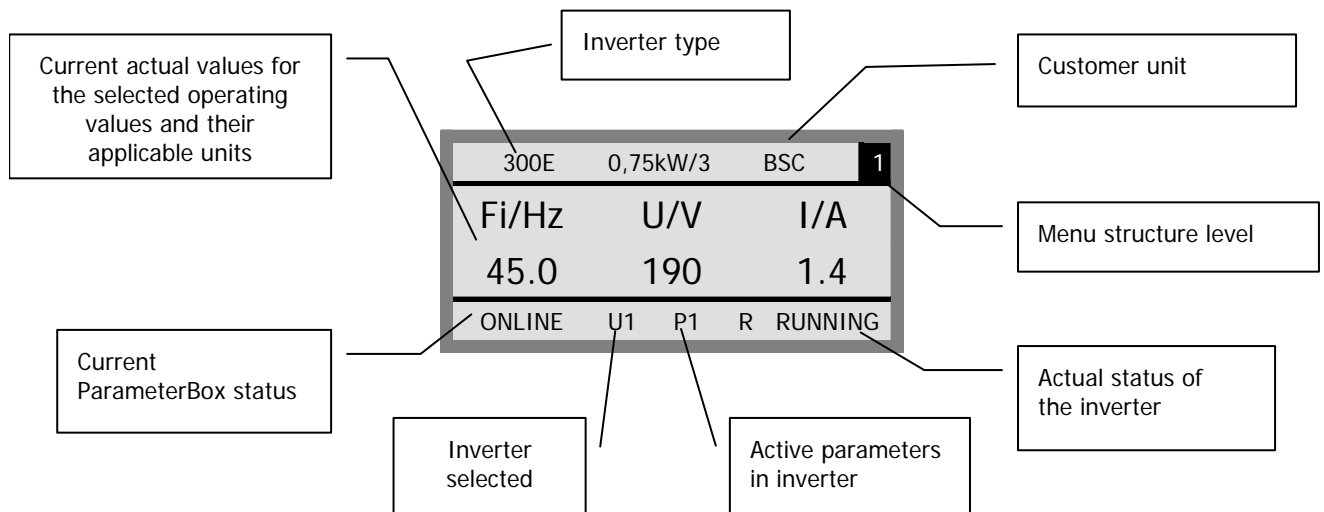 Inverter type
Current actual values for
the selected operating
values and their
applicable units
Customer unit
300E 0,75kW/3 BSC 1
Fi/Hz U/V I/A
45.0 190 1.4
ONLINE U1 P1 R RUNNING
Menu structure level
Current
ParameterBox status
Actual status of
the inverter
Inverter
selected
Active parameters
in inverter